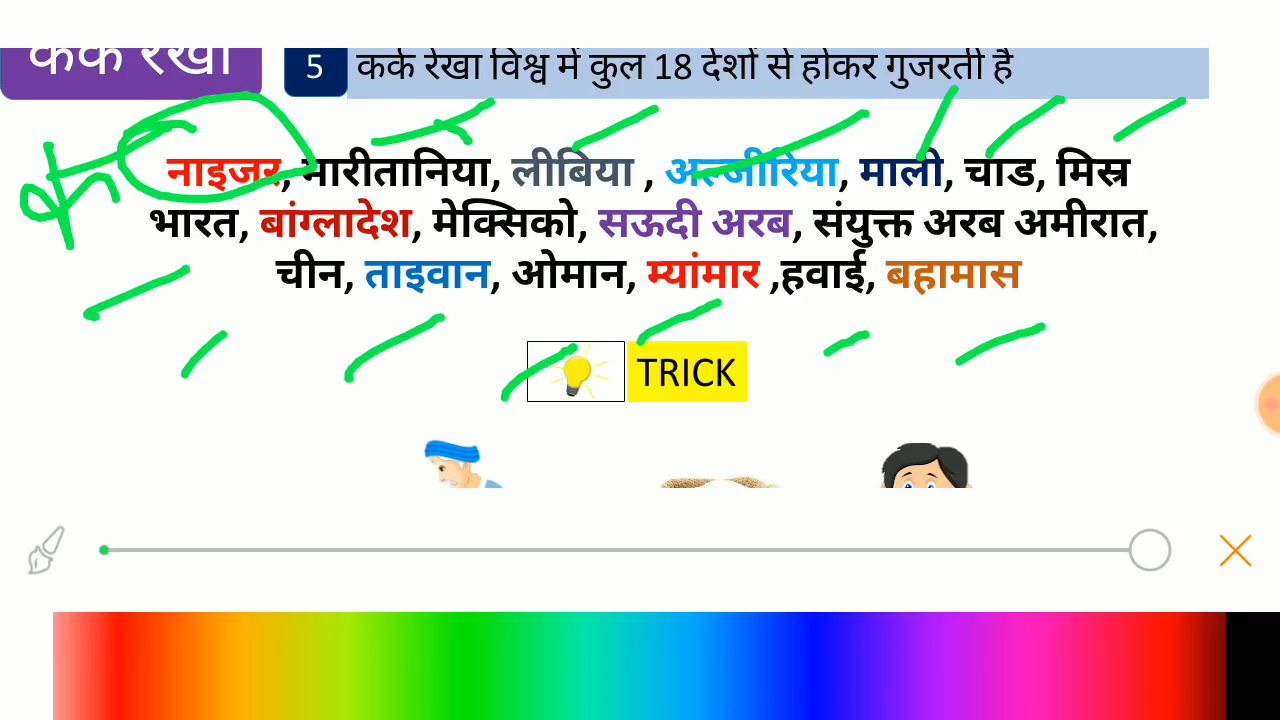 कर्क रेखा
5 कर्क रेखा विश्व में कुल 18 देशों से होकर गुजरती है
नाइजर, मारीतानिया, लीबिया , अल्जीरिया, माली, चाड, मिस्र
भारत, बांग्लादेश, मेक्सिको, सऊदी अरब, संयुक्त अरब अमीरात,
चीन, ताइवान, ओमान, म्यांमार ,हवाई, बहामास
TRICK